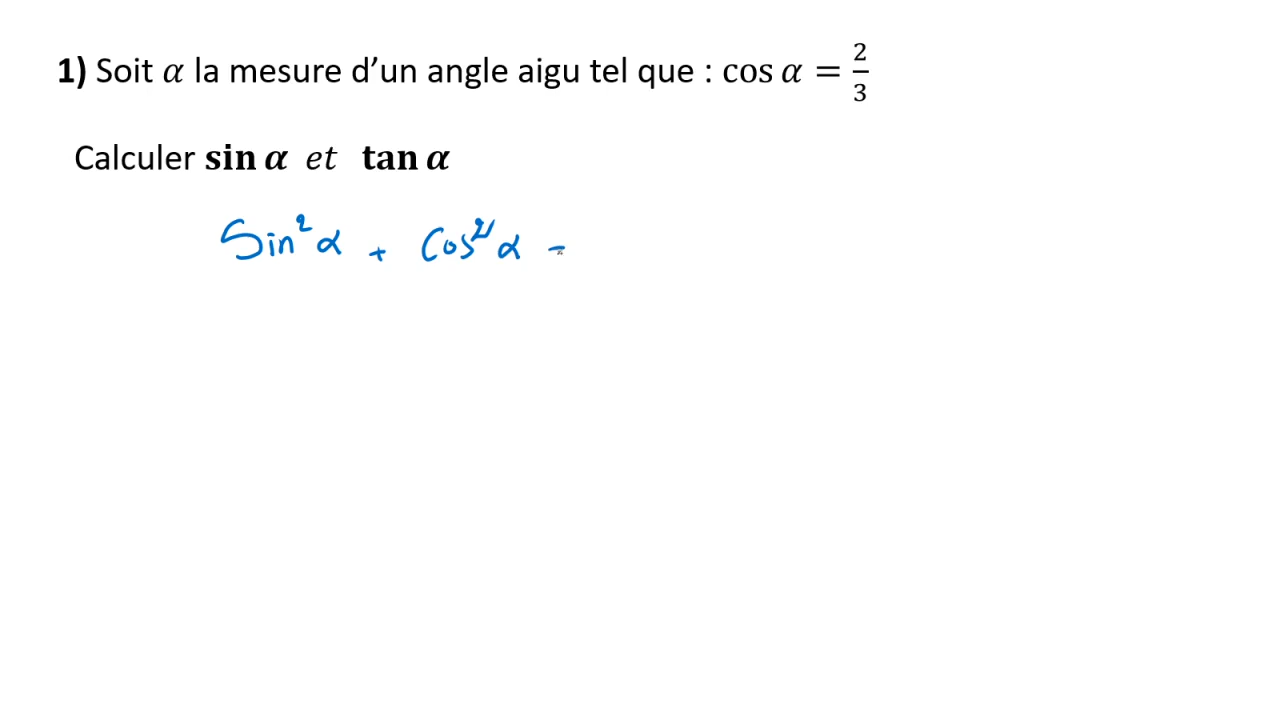 1) Soit α la mesure d’un angle aigu tel que : cos α = 2/3
Calculer sin α et tan α
Sin²α + Cos²α =